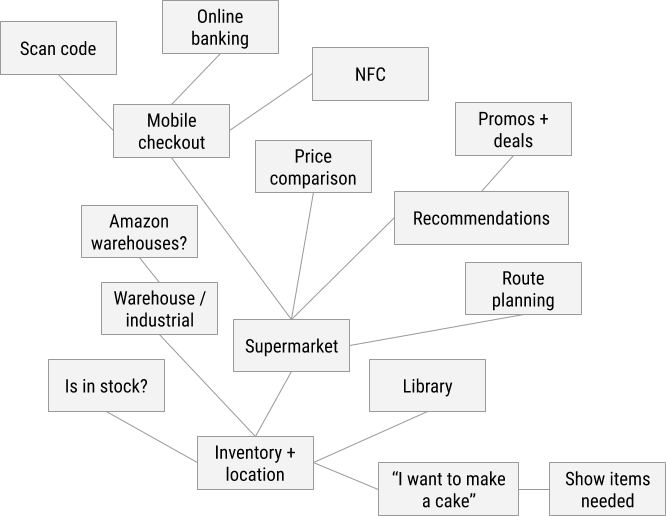 Online
banking
Scan code
NFC
Mobile
checkout
Promos +
deals
Price
comparison
Recommendations
Amazon
warehouses?
Route
planning
Warehouse /
industrial
Supermarket
Is in stock?
Library
Inventory +
location
“I want to make
a cake”
Show items
needed